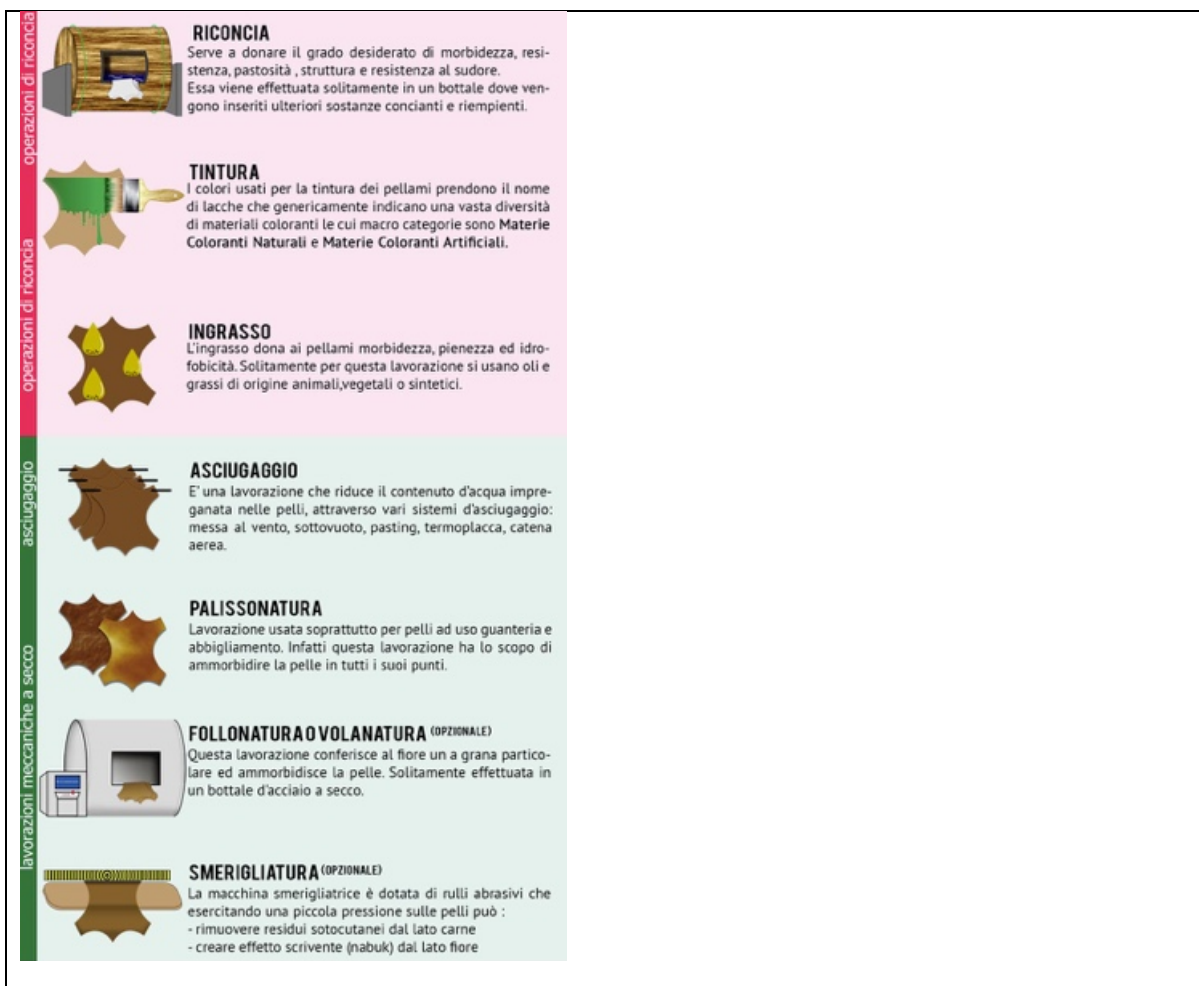 operazioni di riconcia
RICONCIA
Serve a donare il grado desiderato di morbidezza, resi-
stenza, pastosità , struttura e resistenza al sudore.
Essa viene effettuata solitamente in un bottale dove ven-
gono inseriti ulteriori sostanze concianti e riempienti.
TINTURA
I colori usati per la tintura dei pellami prendono il nome
di lacche che genericamente indicano una vasta diversità
di materiali coloranti le cui macro categorie sono Materie
Coloranti Naturali e Materie Coloranti Artificiali.
operazioni di riconcia
INGRASSO
L'ingrasso dona ai pellami morbidezza, pienezza ed idro-
fobicità. Solitamente per questa lavorazione si usano oli e
grassi di origine animali,vegetali o sintetici.
asciugaggio
ASCIUGAGGIO
E' una lavorazione che riduce il contenuto d'acqua impre-
ganata nelle pelli, attraverso vari sistemi d'asciugaggio:
messa al vento, sottovuoto, pasting, termoplacca, catena
aerea.
lavorazioni meccaniche a secco
PALISSONATURA
Lavorazione usata soprattutto per pelli ad uso guanteria e
abbigliamento. Infatti questa lavorazione ha lo scopo di
ammorbidire la pelle in tutti i suoi punti.
FOLLONATURA O VOLANATURA (OPZIONALE)
Questa lavorazione conferisce al fiore un a grana partico-
lare ed ammorbidisce la pelle. Solitamente effettuata in
un bottale d'acciaio a secco.
SMERIGLIATURA (OPZIONALE)
La macchina smerigliatrice è dotata di rulli abrasivi che
esercitando una piccola pressione sulle pelli può :
- rimuovere residui sotocutanei dal lato carne
- creare effetto scrivente (nabuk) dal lato fiore